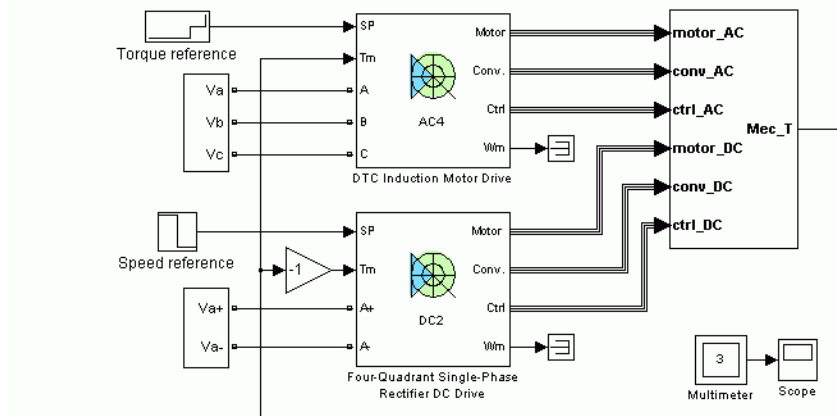 Torque reference
SP
Tm
A
B
C
Motor
Conv.
Ctrl
Wm
AC4
DTC Induction Motor Drive
Va
Vb
Vc
motor_AC
conv_AC
ctrl_AC
motor_DC
conv_DC
ctrl_DC
Mec_T
Speed reference
-1
SP
Tm
A+
A-
Motor
Conv.
Ctrl
Wm
DC2
Four-Quadrant Single-Phase
Rectifier DC Drive
Va+
Va-
3
Multimeter
Scope